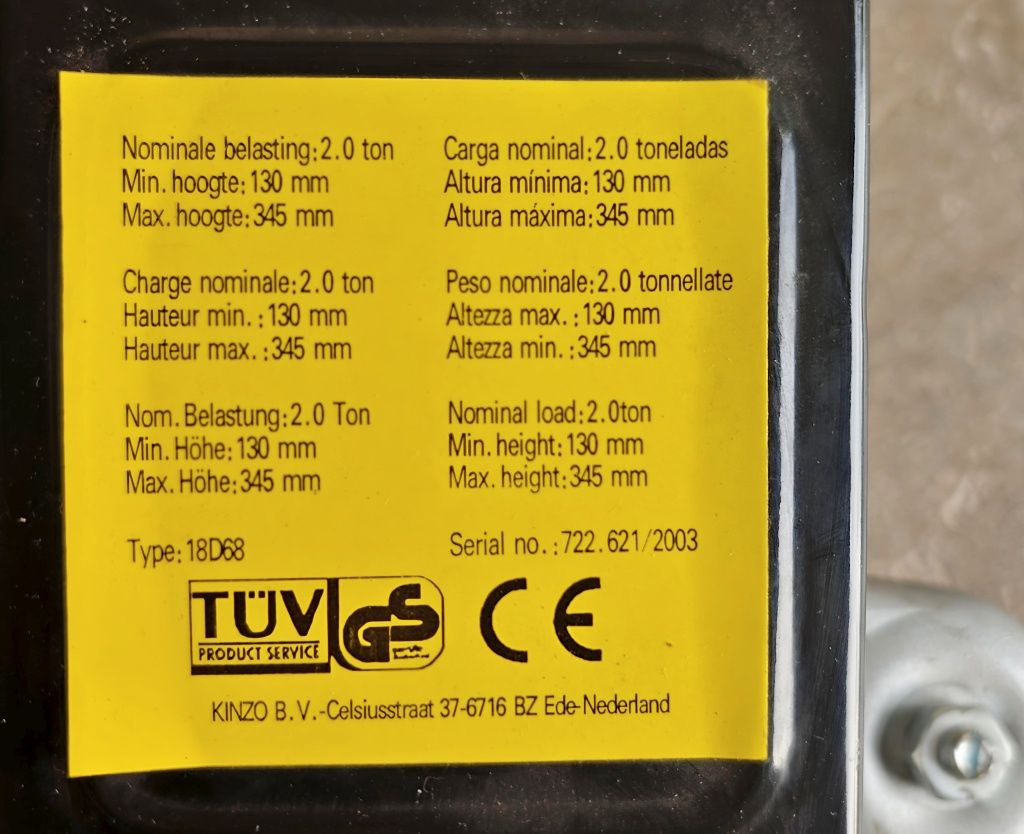 Nominale belasting: 2.0 ton
Min. hoogte: 130 mm
Max. hoogte: 345 mm
Charge nominale: 2.0 ton
Hauteur min. : 130 mm
Hauteur max. : 345 mm
Nom. Belastung: 2.0 Ton
Min. Höhe: 130 mm
Max. Höhe: 345 mm
Type: 18D68
Carga nominal: 2.0 toneladas
Altura mínima: 130 mm
Altura máxima: 345 mm
Peso nominale: 2.0 tonnellate
Altezza max. : 130 mm
Altezza min. : 345 mm
Nominal load: 2.0ton
Min. height: 130 mm
Max. height: 345 mm
Serial no. : 722.621/2003
TÜV
PRODUCT SERVICE
GS
CE
KINZO B.V.-Celsiusstraat 37-6716 BZ Ede-Nederland